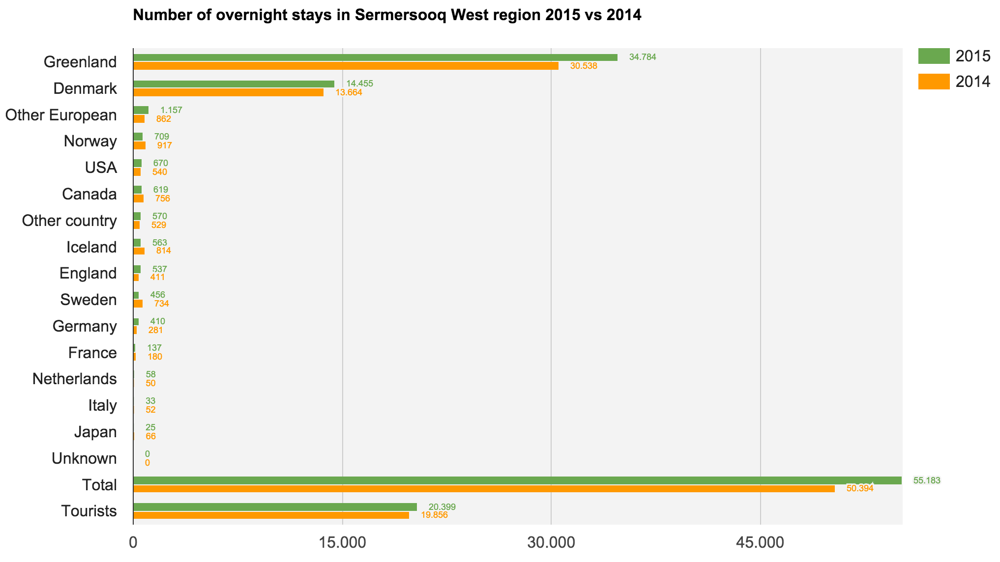 Number of overnight stays in Sermersooq West region 2015 vs 2014
2015
2014
Greenland
34.784
30.538
Denmark
14.455
13.664
Other European
1.157
862
Norway
709
917
USA
670
540
Canada
619
756
Other country
570
529
Iceland
563
814
England
537
411
Sweden
456
734
Germany
410
281
France
137
180
Netherlands
58
50
Italy
33
52
Japan
25
66
Unknown
0
0
Total
55.183
50.394
Tourists
20.399
19.856
0 15.000 30.000 45.000